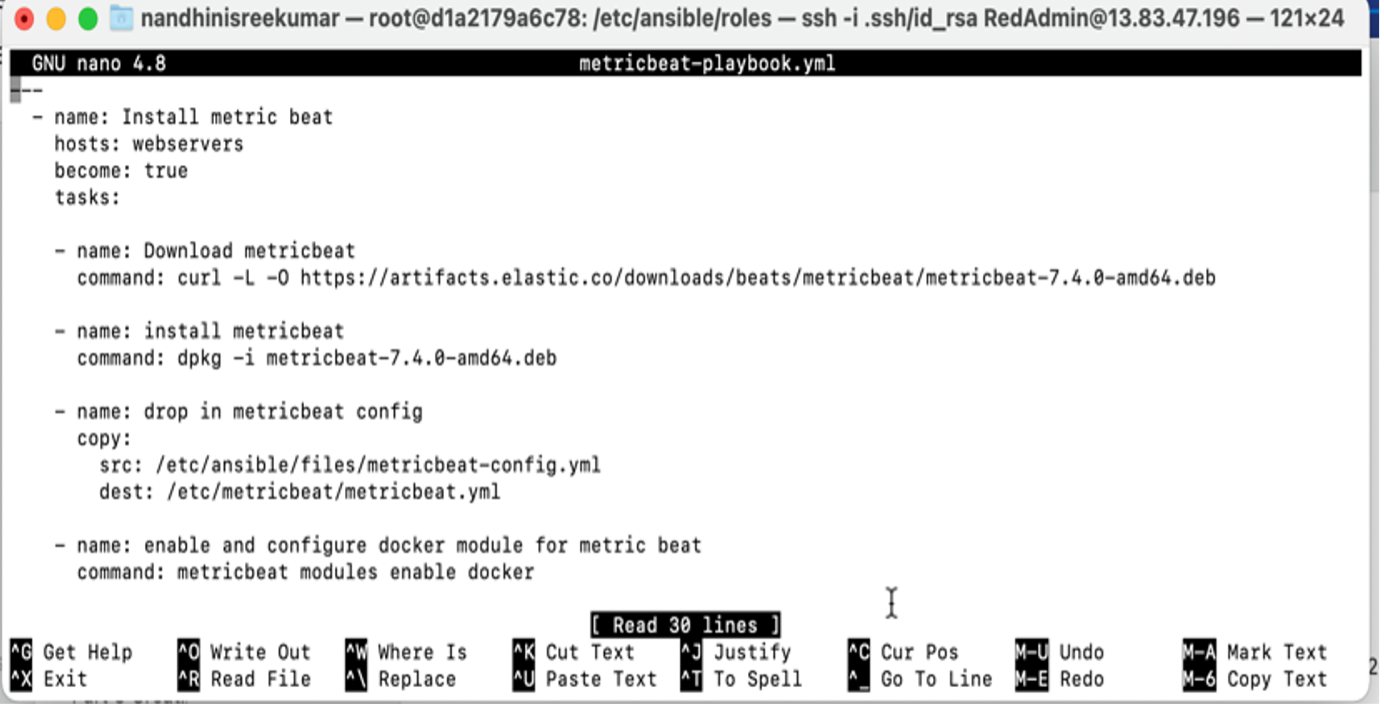 nandhinisreekumar — root@d1a2179a6c78: /etc/ansible/roles — ssh -i .ssh/id_rsa RedAdmin@13.83.47.196 — 121×24
GNU nano 4.8 metricbeat-playbook.yml
---
- name: Install metric beat
hosts: webservers
become: true
tasks:
- name: Download metricbeat
command: curl -L -O https://artifacts.elastic.co/downloads/beats/metricbeat/metricbeat-7.4.0-amd64.deb
- name: install metricbeat
command: dpkg -i metricbeat-7.4.0-amd64.deb
- name: drop in metricbeat config
copy:
src: /etc/ansible/files/metricbeat-config.yml
dest: /etc/metricbeat/metricbeat.yml
- name: enable and configure docker module for metric beat
command: metricbeat modules enable docker
[ Read 30 lines ]
^G Get Help ^O Write Out ^W Where Is ^K Cut Text ^J Justify ^C Cur Pos M-U Undo M-A Mark Text
^X Exit ^R Read File ^\ Replace ^U Paste Text ^T To Spell ^_ Go To Line M-E Redo M-6 Copy Text